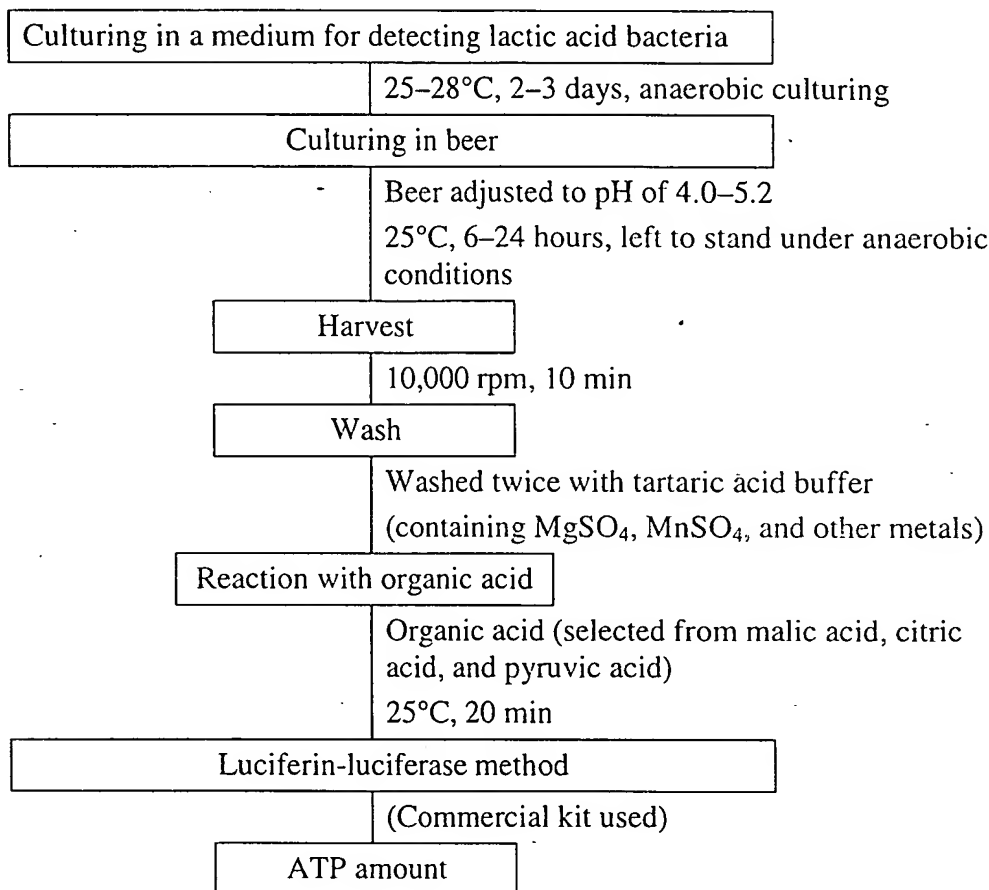 Culturing in a medium for detecting lactic acid bacteria
25–28°C, 2–3 days, anaerobic culturing
Culturing in beer
Beer adjusted to pH of 4.0–5.2
25°C, 6–24 hours, left to stand under anaerobic
conditions
Harvest
10,000 rpm, 10 min
Wash
Washed twice with tartaric acid buffer
(containing MgSO₄, MnSO₄, and other metals)
Reaction with organic acid
Organic acid (selected from malic acid, citric
acid, and pyruvic acid)
25°C, 20 min
Luciferin-luciferase method
(Commercial kit used)
ATP amount